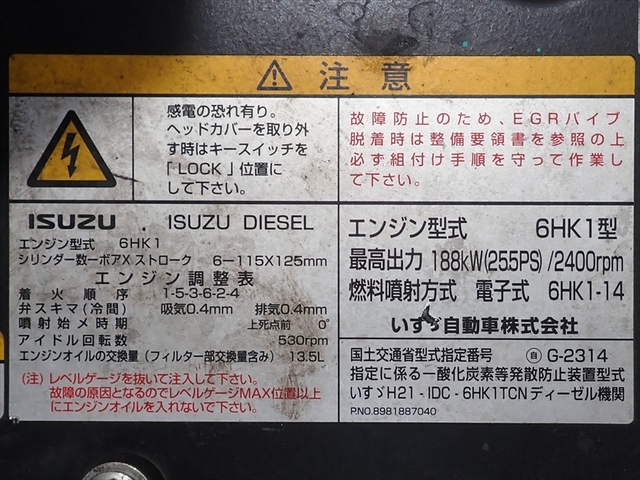 注意
感電の恐れ有り。
ヘッドカバーを取り外
す時はキースイッチを
「LOCK」位置に
して下さい。
故障防止のため、EGRパイプ
脱着時は整備要領書を参照の上
必ず組付け手順を守って作業し
て下さい。
ISUZU . ISUZU DIESEL
エンジン型式 6HK1
シリンダー数ーボアX ストローク 6ー115X125mm
エンジン調整表
着火順序 1-5-3-6-2-4
弁スキマ(冷間) 吸気0.4mm 排気0.4mm
噴射始メ時期 上死点前 0°
アイドル回転数 530rpm
エンジンオイルの交換量(フィルター部交換量含み) 13.5L
(注) レベルゲージを抜いて注入して下さい。
故障の原因となるのでレベルゲージMAX位置以上
にエンジンオイルを入れないで下さい。
エンジン型式 6HK1型
最高出力 188kW(255PS)/2400rpm
燃料噴射方式 電子式 6HK1-14
いすゞ自動車株式会社
国土交通省型式指定番号 ㊀ G-2314
指定に係る一酸化炭素等発散防止装置型式
いすゞH21-IDC-6HK1TCNディーゼル機関
P.NO.8981887040